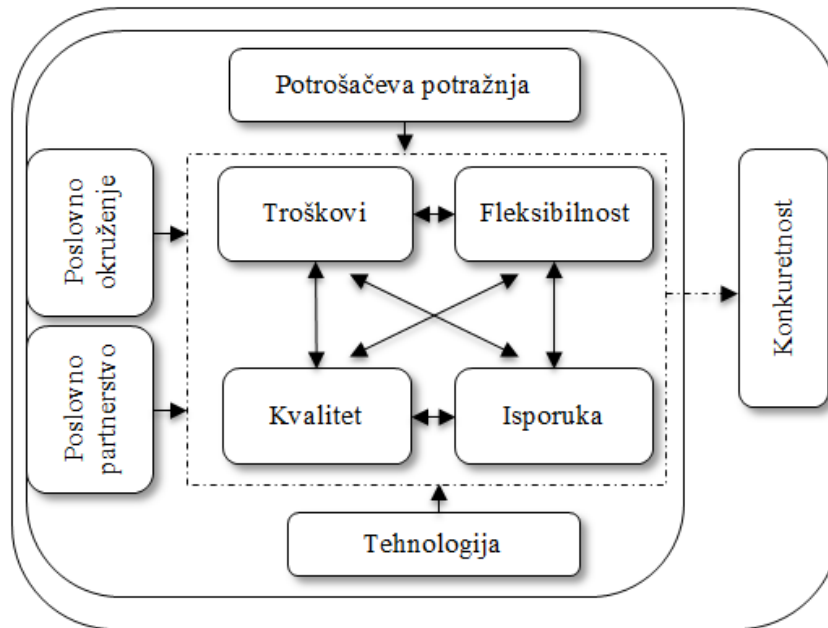 Potrošačeva potražnja
Poslovno
okruženje
Troškovi
Fleksibilnost
Konkuretnost
Poslovno
partnerstvo
Kvalitet
Isporuka
Tehnologija